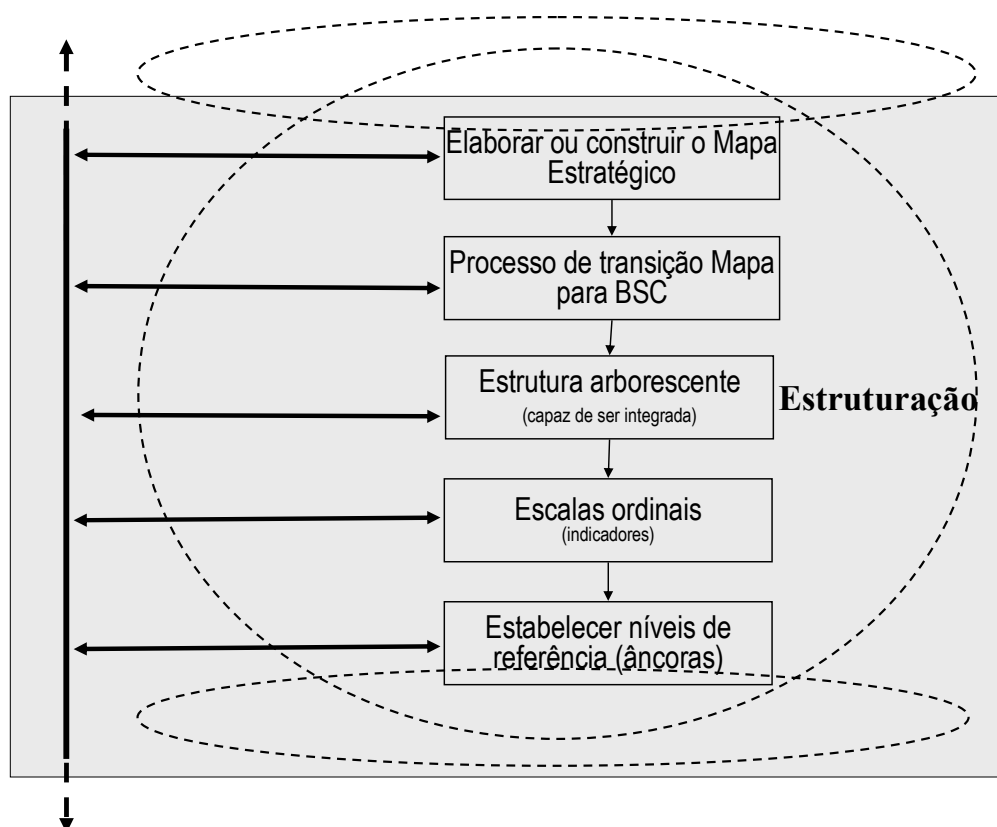 Elaborar ou construir o Mapa
Estratégico
Processo de transição Mapa
para BSC
Estrutura arborescente
(capaz de ser integrada)
Estruturação
Escalas ordinais
(indicadores)
Estabelecer níveis de
referência (âncoras)